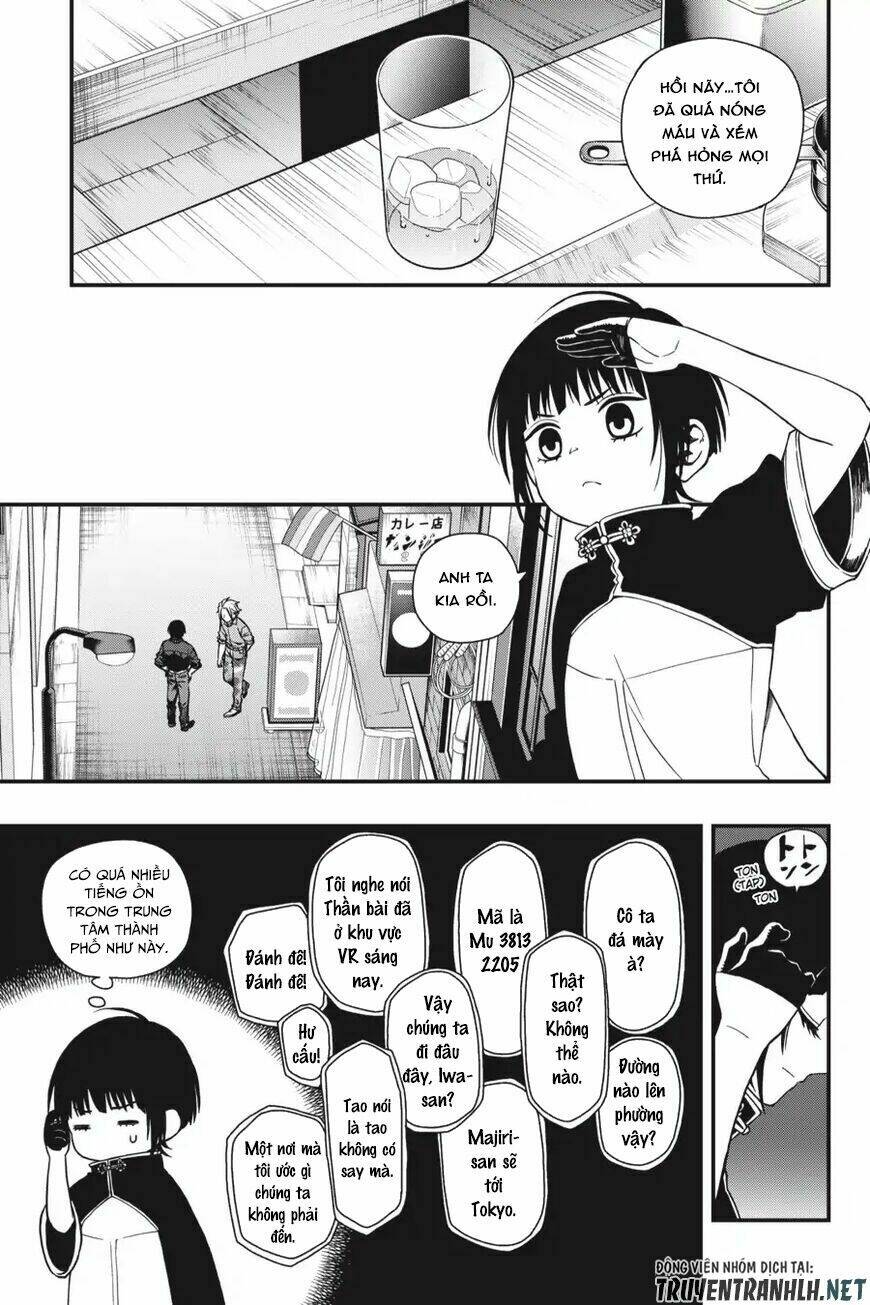 HỒI NÃY...TÔI
ĐÃ QUÁ NÓNG
MÁU VÀ XÉM
PHÁ HỎNG MỌI
THỨ.
カレー店
ANH TA
KIA RỒI.
トントン
TON
(TAP)
TON
Cô ta
đá mày
à?
Mã là
Mu 3813
2205
Thật
sao?
Không
thể
nào.
Đường
nào lên
phường
vậy?
Tôi nghe nói
Thần bài đã
ở khu vực
VR sáng
nay.
Vậy
chúng ta
đi đâu
đây, Iwa-
san?
Majiri-
san sẽ
tới
Tokyo.
Đánh đê!
Đánh đê!
Hư
cấu!
Tao nói
là tao
không có
say mà.
Một nơi mà
tôi ước gì
chúng ta
không phải
đến.
CÓ QUÁ NHIỀU
TIẾNG ỒN
TRONG TRUNG
TÂM THÀNH
PHỐ NHƯ NÀY.
ĐỘNG VIÊN NHÓM DỊCH TẠI:
TRUYENTRANHLH.NET